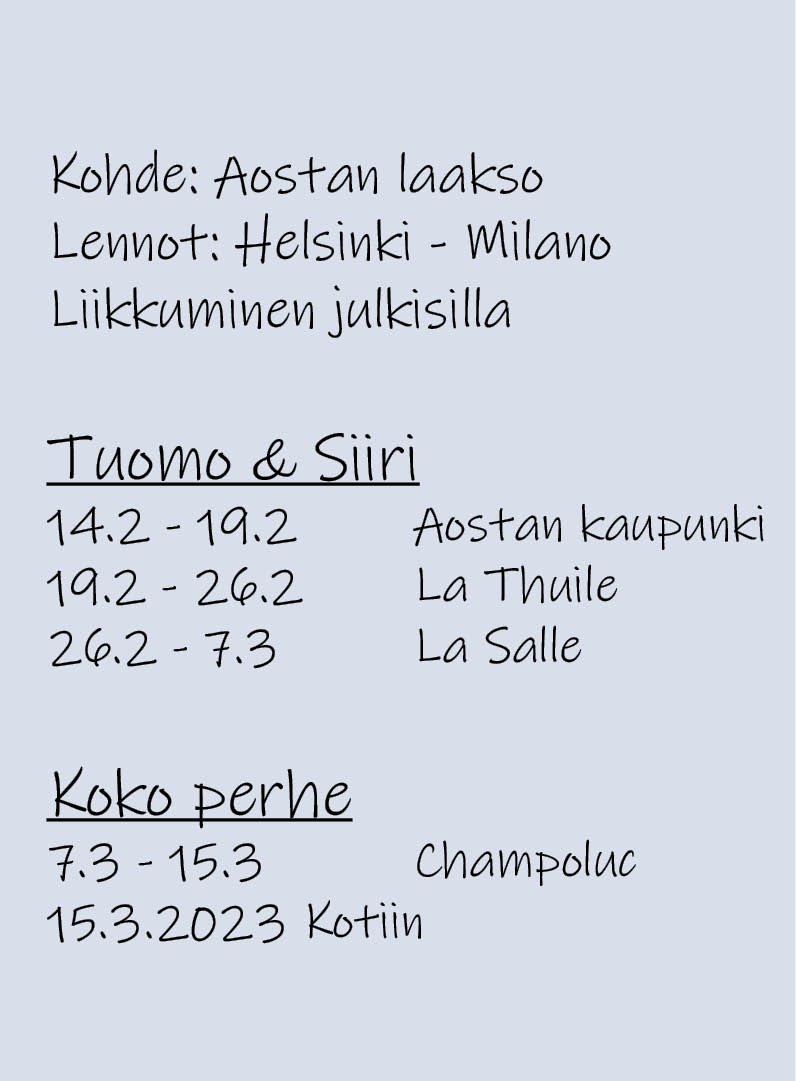 Kohde: Aostan laakso
Lennot: Helsinki - Milano
Liikkuminen julkisilla
Tuomo & Siiri
14.2 - 19.2 Aostan kaupunki
19.2 - 26.2 La Thuile
26.2 - 7.3 La Salle
Koko perhe
7.3 - 15.3 Champoluc
15.3.2023 Kotiin